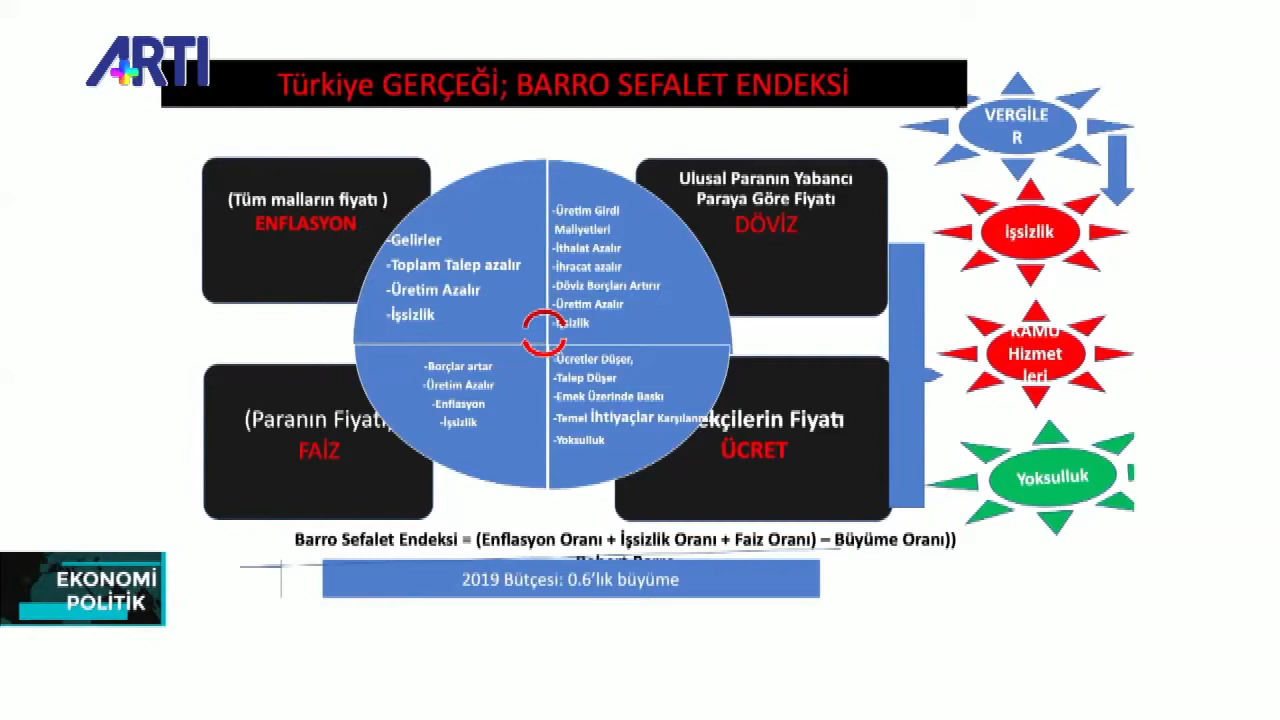 ARTI
Türkiye GERÇEĞİ; BARRO SEFALET ENDEKSİ
VERGİLE
R
(Tüm malların fiyatı )
ENFLASYON
Ulusal Paranın Yabancı
Paraya Göre Fiyatı
DÖVİZ
-Gelirler
-Toplam Talep azalır
-Üretim Azalır
-İşsizlik
-Üretim Girdi
Maliyetleri
-İthalat Azalır
-İhracat azalır
-Döviz Borçları Artırır
-Üretim Azalır
-İşsizlik
işsizlik
KAMU
Hizmet
leri
(Paranın Fiyatı
FAİZ
-Borçlar artar
-Üretim Azalır
-Enflasyon
-İşsizlik
-Ücretler Düşer,
-Talep Düşer
-Emek Üzerinde Baskı
-Temel İhtiyaçlar
-Yoksulluk
Fiyatı
ÜCRET
Yoksulluk
Barro Sefalet Endeksi = (Enflasyon Oranı + İşsizlik Oranı + Faiz Oranı) – Büyüme Oranı))
2019 Bütçesi: 0.6’lık büyüme
EKONOMİ
POLİTİK